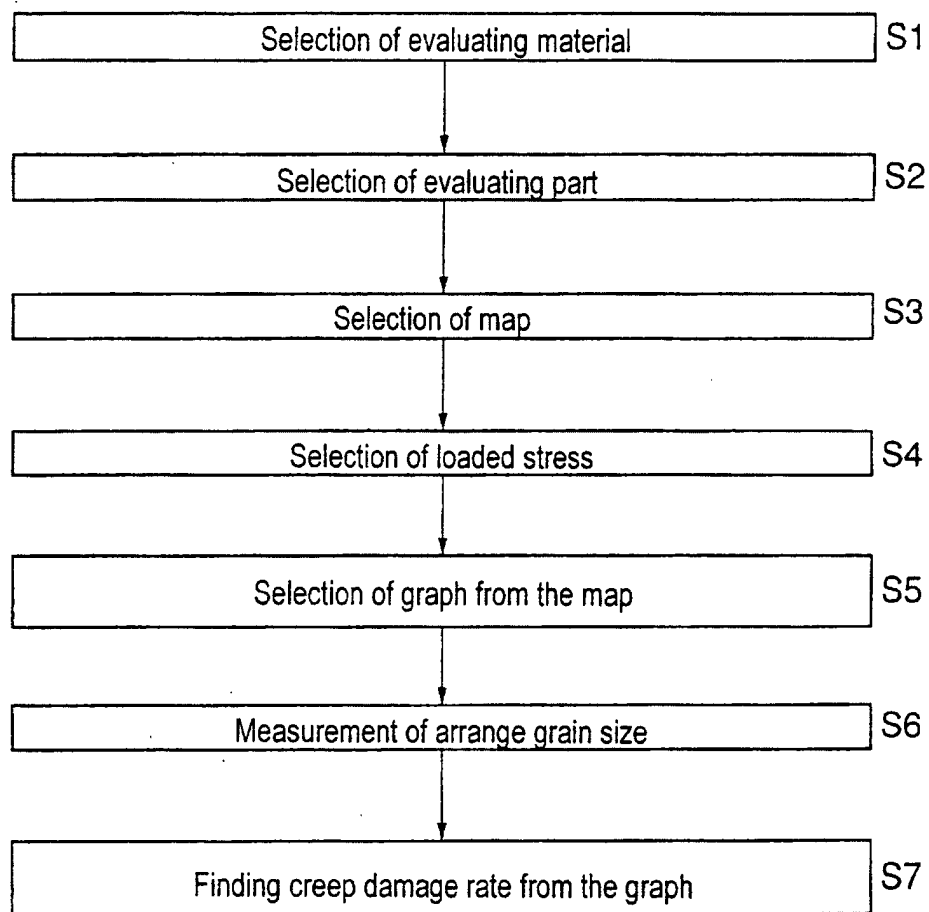 Selection of evaluating material S1
Selection of evaluating part S2
Selection of map S3
Selection of loaded stress S4
Selection of graph from the map S5
Measurement of arrange grain size S6
Finding creep damage rate from the graph S7